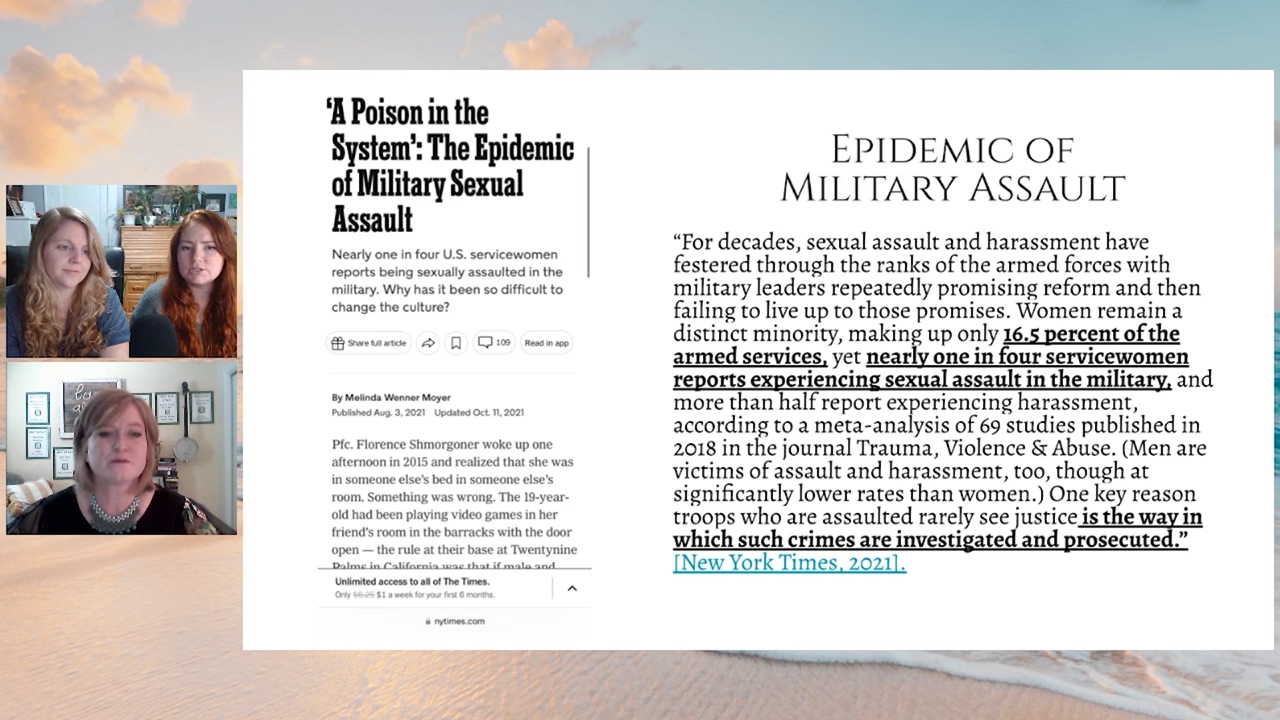 ‘A Poison in the
System’: The Epidemic
of Military Sexual
Assault
Nearly one in four U.S. servicewomen
reports being sexually assaulted in the
military. Why has it been so difficult to
change the culture?
Share full article
109
Read in app
By Melinda Wenner Moyer
Published Aug. 3, 2021 Updated Oct. 11, 2021
Pfc. Florence Shmorgoner woke up one
afternoon in 2015 and realized that she was
in someone else’s bed in someone else’s
room. Something was wrong. The 19-year-
old had been playing video games in her
friend’s room in the barracks with the door
open — the rule at their base at Twentynine
Palms in California was that if male and
Unlimited access to all of The Times.
Only $6.25 $1 a week for your first 6 months.
nytimes.com
Epidemic of
Military Assault
“For decades, sexual assault and harassment have
festered through the ranks of the armed forces with
military leaders repeatedly promising reform and then
failing to live up to those promises. Women remain a
distinct minority, making up only 16.5 percent of the
armed services, yet nearly one in four servicewomen
reports experiencing sexual assault in the military, and
more than half report experiencing harassment,
according to a meta-analysis of 69 studies published in
2018 in the journal Trauma, Violence & Abuse. (Men are
victims of assault and harassment, too, though at
significantly lower rates than women.) One key reason
troops who are assaulted rarely see justice is the way in
which such crimes are investigated and prosecuted.”
[New York Times, 2021].